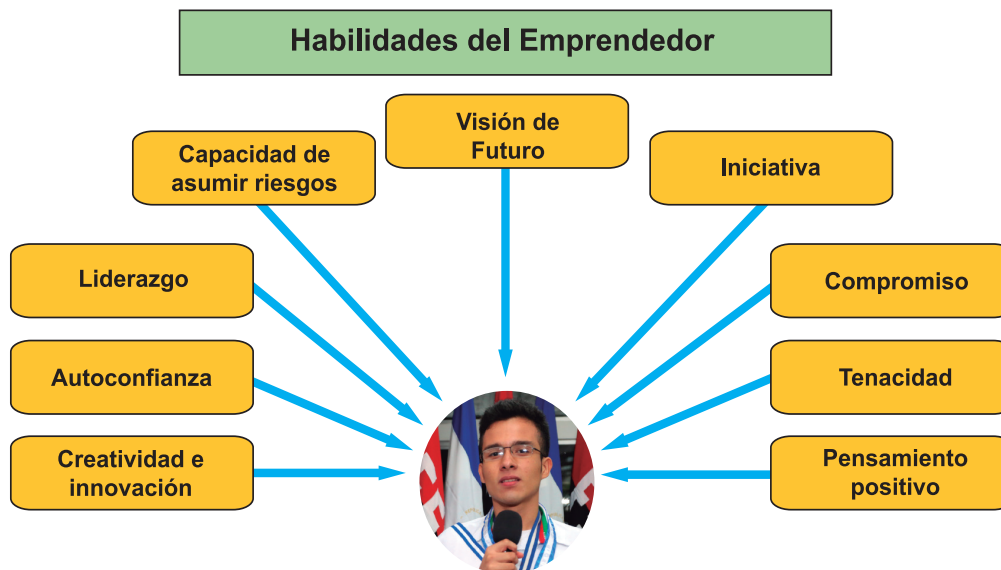 Habilidades del Emprendedor
Visión de
Futuro
Capacidad de
asumir riesgos
Iniciativa
Liderazgo
Compromiso
Autoconfianza
Tenacidad
Creatividad e
innovación
Pensamiento
positivo